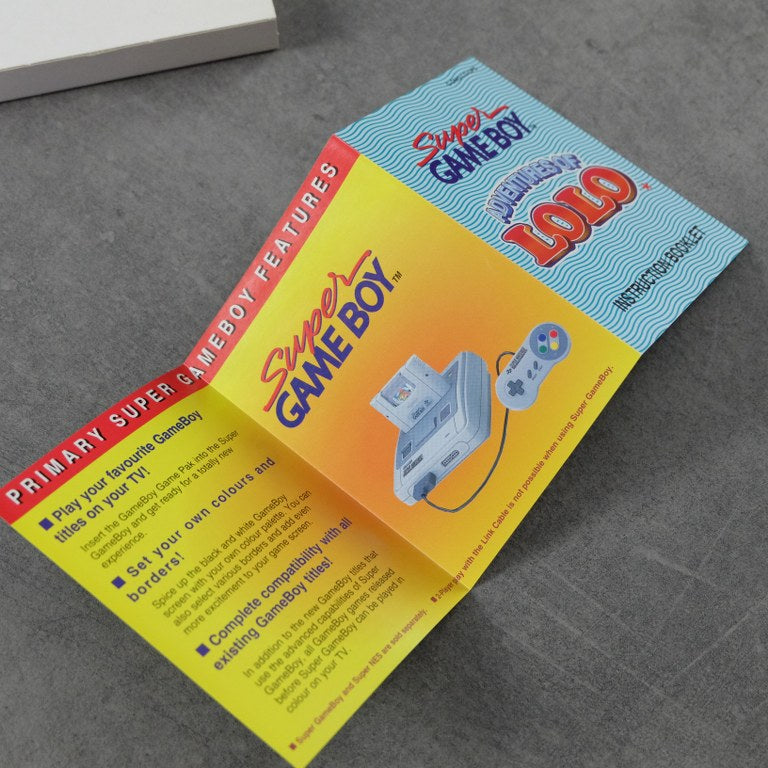 Super
GAME BOY™
ADVENTURES OF
LOLO
INSTRUCTION BOOKLET
PRIMARY SUPER GAMEBOY FEATURES
Super
GAME BOY™
■ 2-Player play with the Link Cable is not possible when using Super GameBoy.
■ Play your favourite GameBoy
titles on your TV!
Insert the GameBoy Game Pak into the Super
GameBoy and get ready for a totally new
experience.
■ Set your own colours and
borders!
Spice up the black and white GameBoy
screen with your own colour palette. You can
also select various borders and add even
more excitement to your game screen.
■ Complete compatibility with all
existing GameBoy titles!
In addition to the new GameBoy titles that
use the advanced capabilities of Super
GameBoy, all GameBoy games released
before Super GameBoy can be played in
colour on your TV.
■ Super GameBoy and Super NES are sold separately.